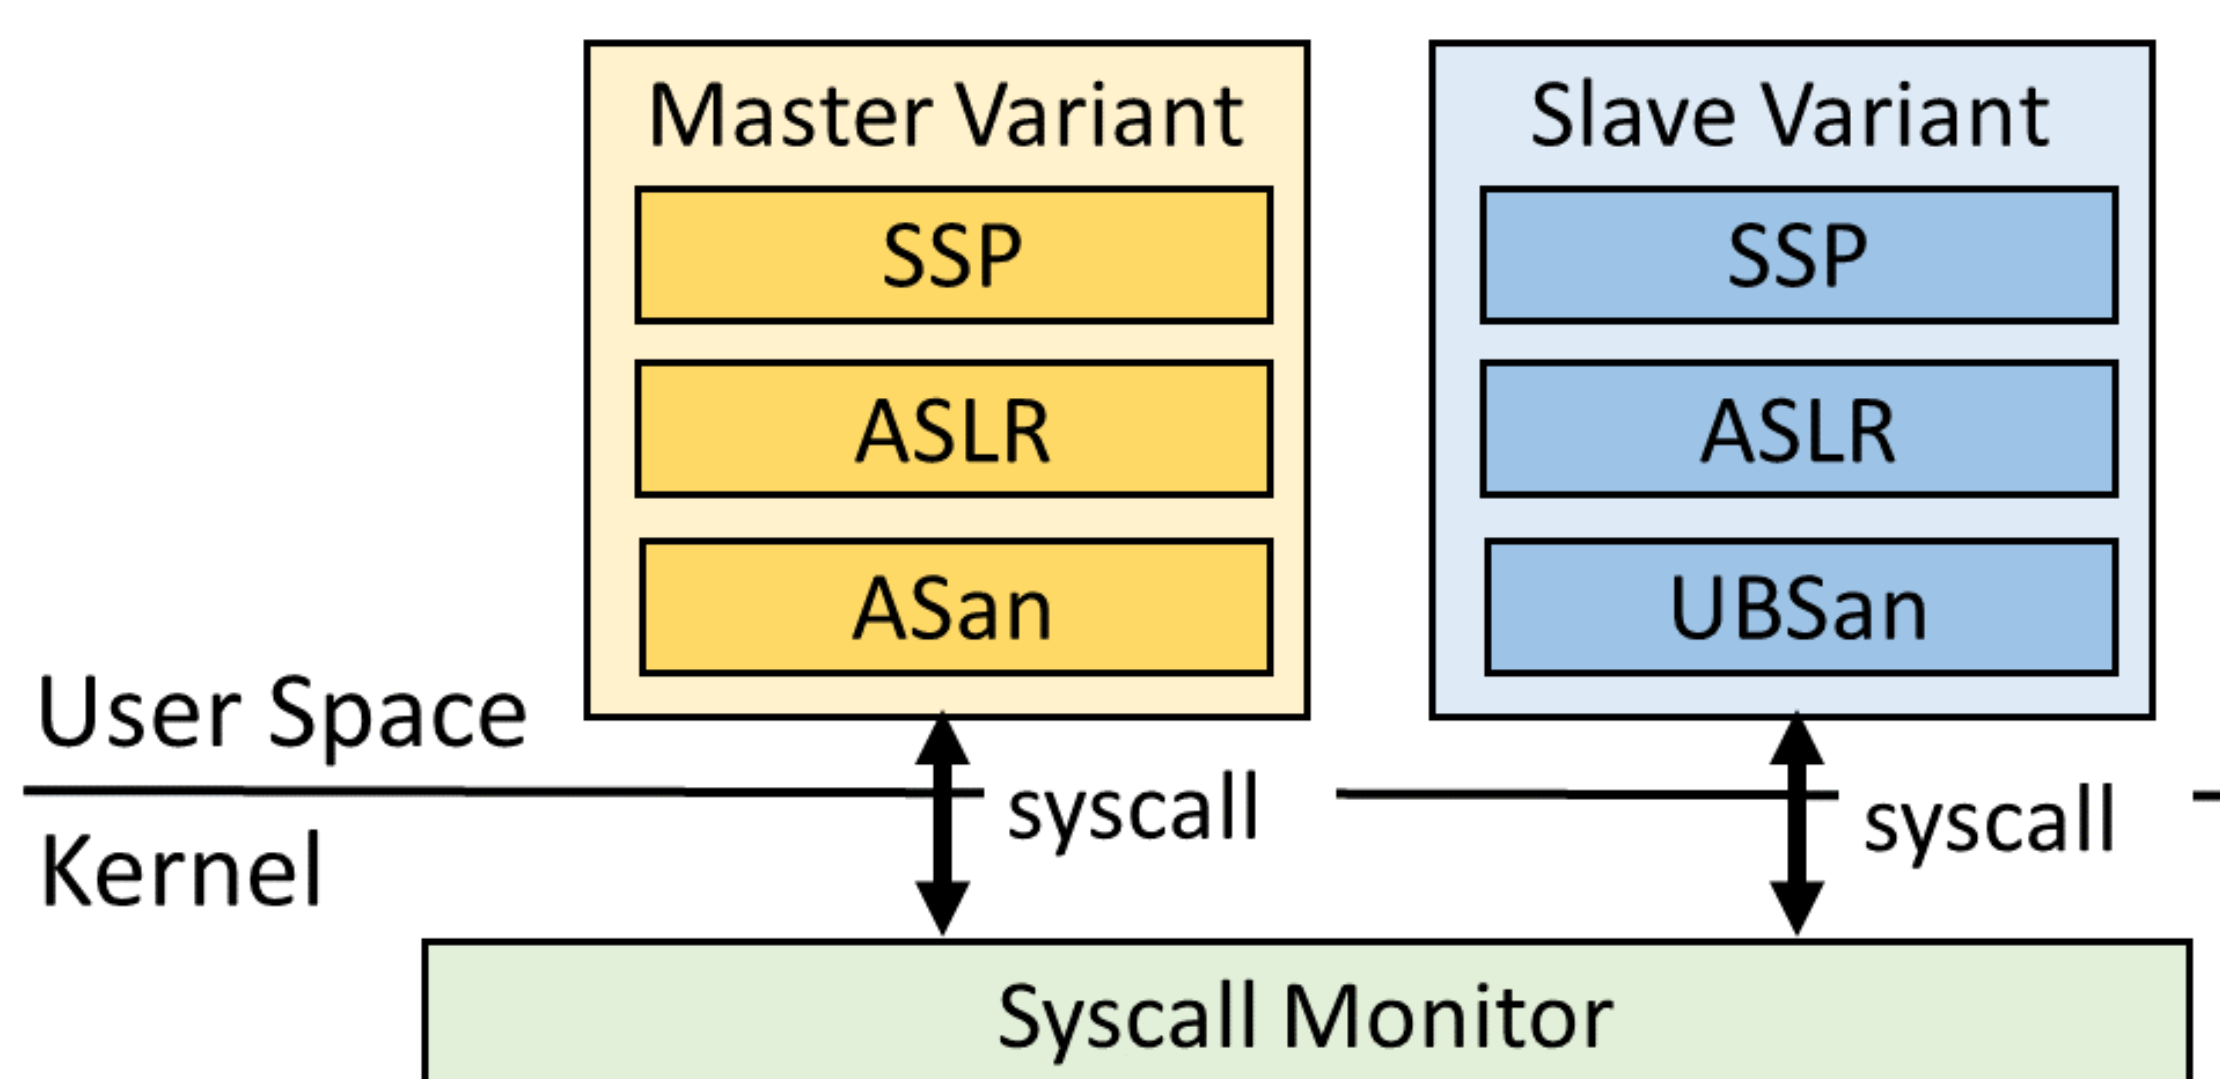 Master Variant
SSP
ASLR
ASan
Slave Variant
SSP
ASLR
UBSan
User Space
syscall
syscall
Kernel
Syscall Monitor